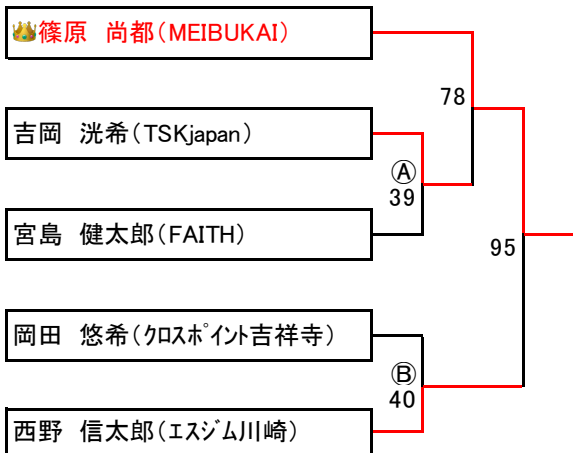 👑篠原 尚都（MEIBUKAI）
78
吉岡 洸希（TSKjapan）
Ⓐ
39
宮島 健太郎（FAITH）
95
岡田 悠希（クロスポイント吉祥寺）
Ⓑ
40
西野 信太郎（エスジム川崎）